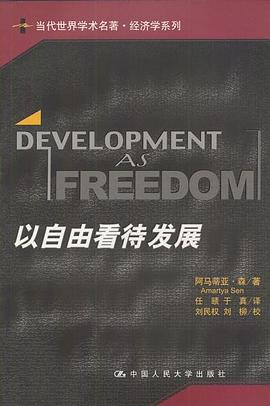 当代世界学术名著·经济学系列
DEVELOPMENT
AS
FREEDOM
以自由看待发展
阿马蒂亚·森/著
Amartya Sen
任赜 于真/译
刘民权 刘柳/校
中国人民大学出版社